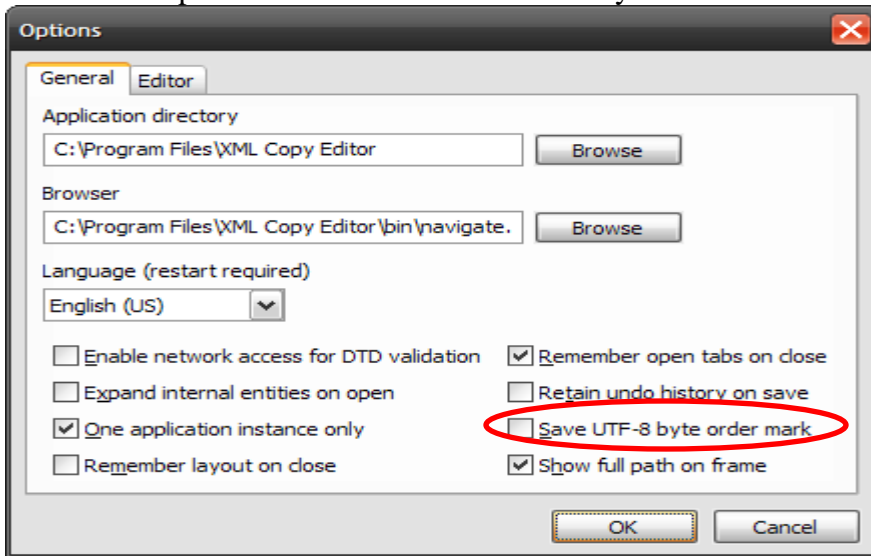 Options
General Editor
Application directory
C:\Program Files\XML Copy Editor Browse
Browser
C:\Program Files\XML Copy Editor\bin\navigate. Browse
Language (restart required)
English (US)
Enable network access for DTD validation Remember open tabs on close
Expand internal entities on open Retain undo history on save
One application instance only Save UTF-8 byte order mark
Remember layout on close Show full path on frame
OK Cancel